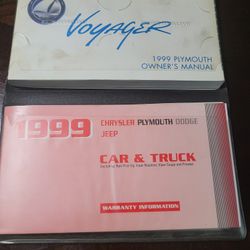 VOYAGER
1999 PLYMOUTH
OWNER'S MANUAL
1999
CHRYSLER PLYMOUTH DODGE
JEEP
CAR & TRUCK
WARRANTY INFORMATION